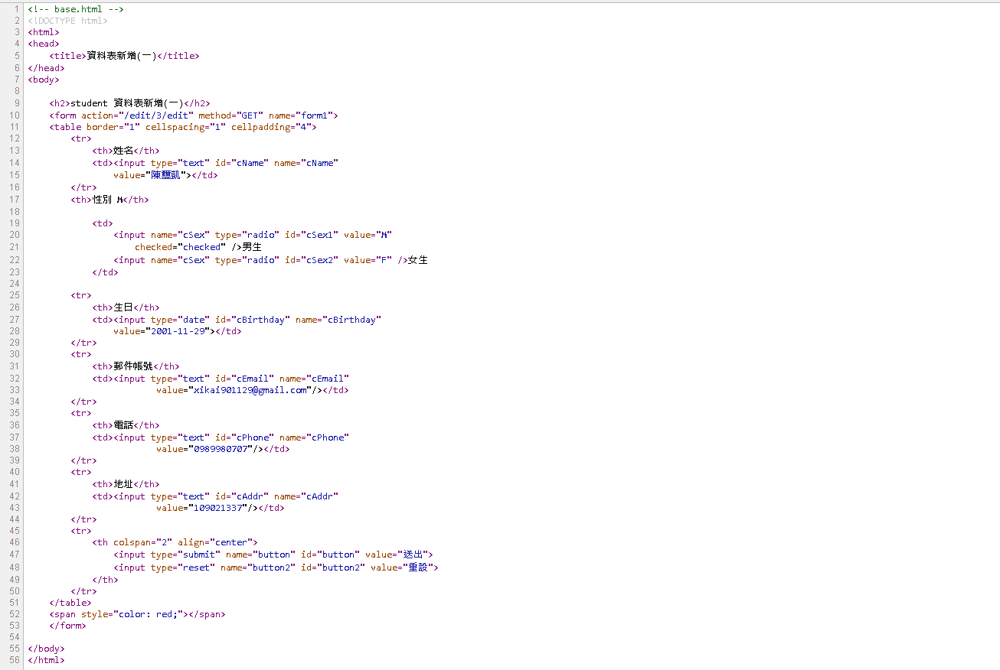 1 <!-- base.html -->
2 <!DOCTYPE html>
3 <html>
4 <head>
5     <title>資料表新增(一)</title>
6 </head>
7 <body>
8
9     <h2>student 資料表新增(一)</h2>
10     <form action="/edit/3/edit" method="GET" name="form1">
11     <table border="1" cellspacing="1" cellpadding="4">
12         <tr>
13             <th>姓名</th>
14             <td><input type="text" id="cName" name="cName"
15                 value="陳璽凱"></td>
16         </tr>
17         <th>性別 M</th>
18
19             <td>
20                 <input name="cSex" type="radio" id="cSex1" value="M"
21                     checked="checked" />男生
22                 <input name="cSex" type="radio" id="cSex2" value="F" />女生
23             </td>
24
25         <tr>
26             <th>生日</th>
27             <td><input type="date" id="cBirthday" name="cBirthday"
28                 value="2001-11-29"></td>
29         </tr>
30         <tr>
31             <th>郵件帳號</th>
32             <td><input type="text" id="cEmail" name="cEmail"
33                         value="xikai901129@gmail.com"/></td>
34         </tr>
35         <tr>
36             <th>電話</th>
37             <td><input type="text" id="cPhone" name="cPhone"
38                         value="0989980707"/></td>
39         </tr>
40         <tr>
41             <th>地址</th>
42             <td><input type="text" id="cAddr" name="cAddr"
43                         value="109021337"/></td>
44         </tr>
45         <tr>
46             <th colspan="2" align="center">
47                 <input type="submit" name="button" id="button" value="送出">
48                 <input type="reset" name="button2" id="button2" value="重設">
49             </th>
50         </tr>
51     </table>
52     <span style="color: red;"></span>
53     </form>
54
55 </body>
56 </html>